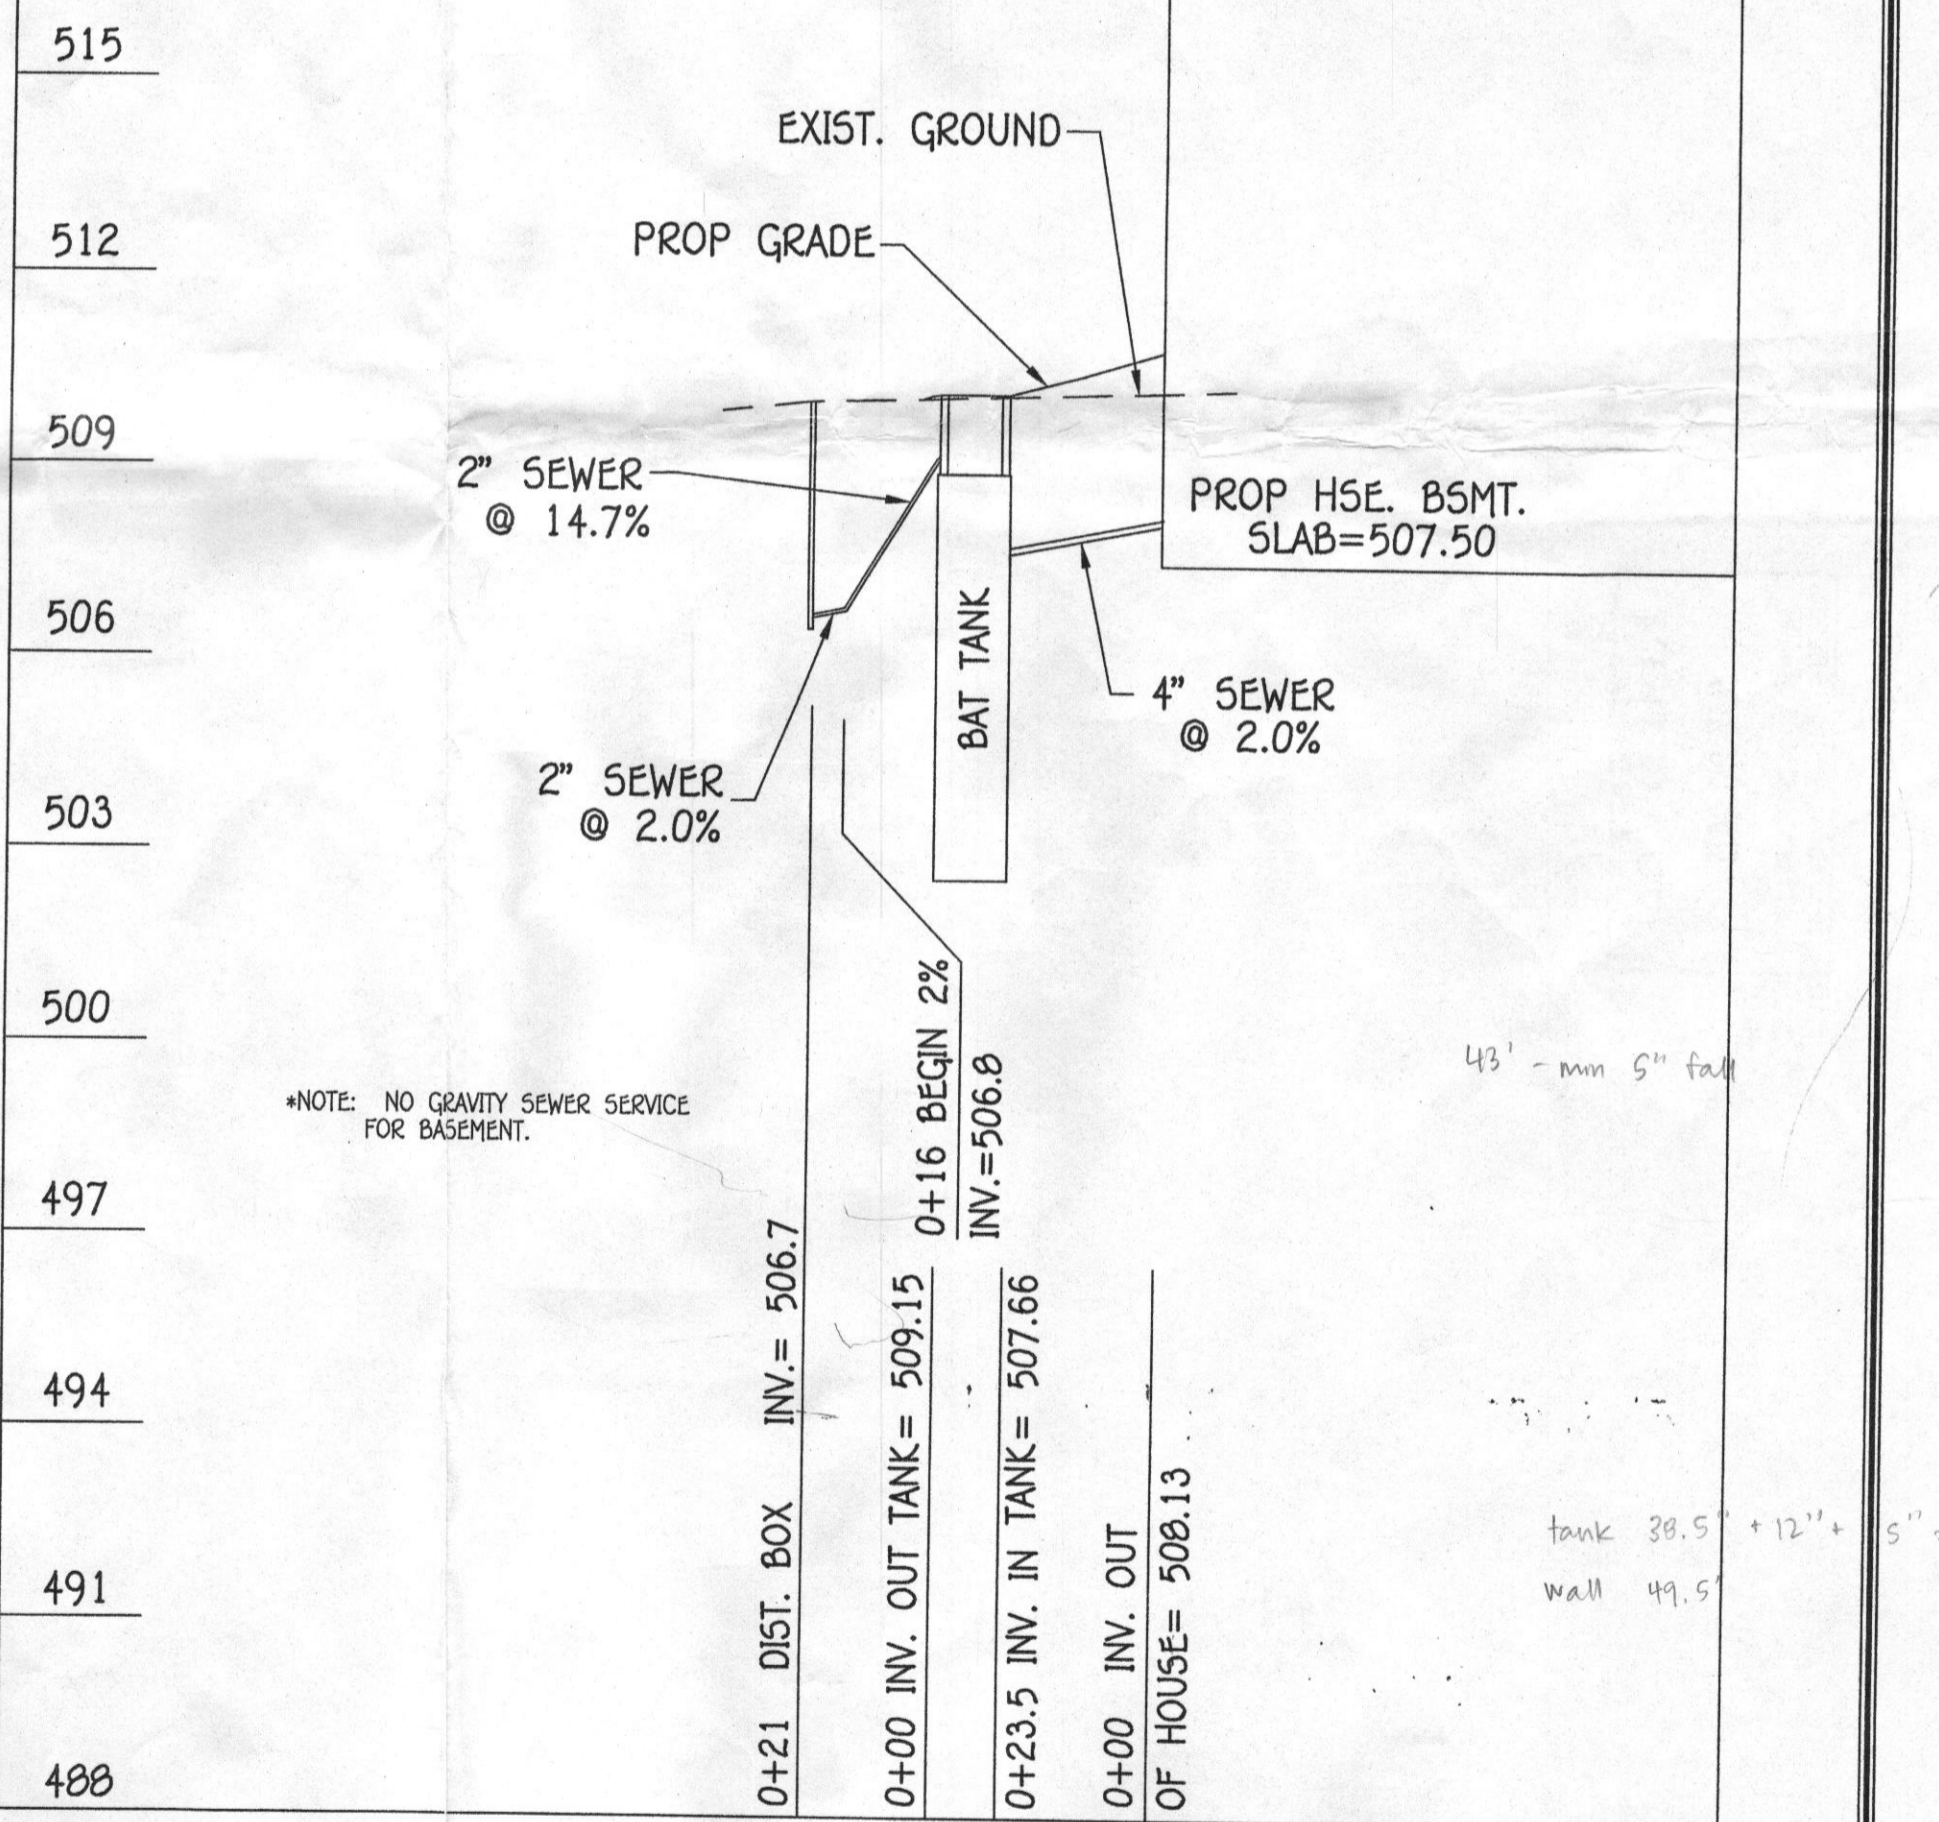 515
EXIST. GROUND
512
PROP GRADE
509
2" SEWER
@ 14.7%
PROP HSE. BSMT.
SLAB=507.50
506
BAT TANK
4" SEWER
@ 2.0%
2" SEWER
@ 2.0%
503
500
0+16 BEGIN 2%
INV.=506.8
43' - min 5" fall
*NOTE: NO GRAVITY SEWER SERVICE
FOR BASEMENT.
497
494
0+21 DIST. BOX INV.= 506.7
0+00 INV. OUT TANK= 509.15
0+23.5 INV. IN TANK= 507.66
0+00 INV. OUT
OF HOUSE= 508.13
tank 38.5" + 12" + 5"
wall 49.5"
491
488